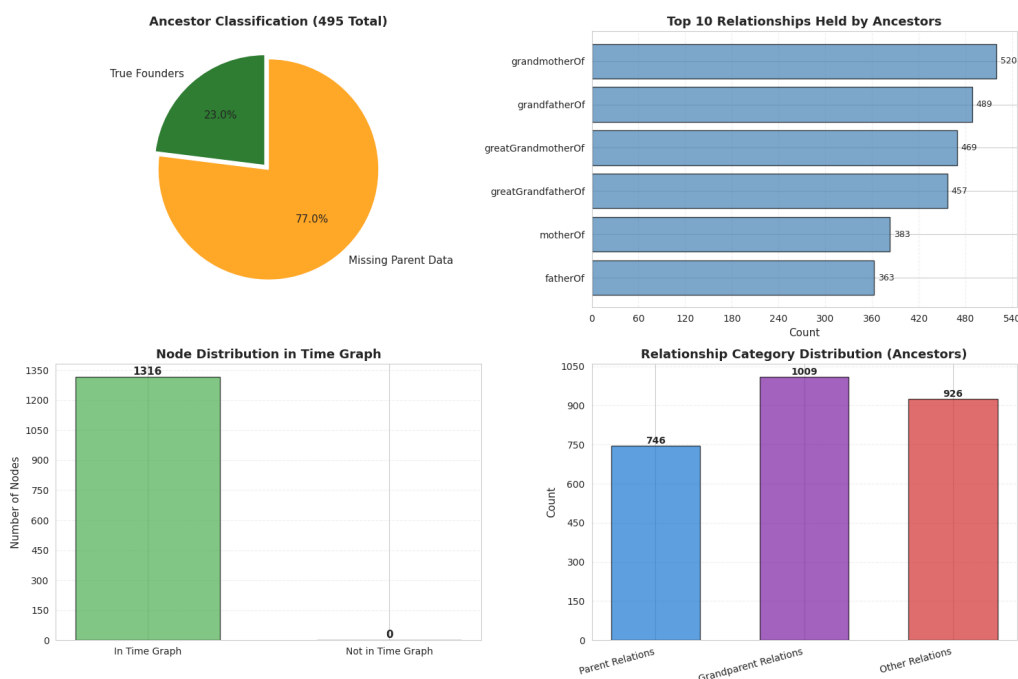 Ancestor Classification (495 Total)
True Founders
23.0%
77.0%
Missing Parent Data
Top 10 Relationships Held by Ancestors
grandmotherOf
520
grandfatherOf
489
greatGrandmotherOf
469
greatGrandfatherOf
457
motherOf
383
fatherOf
363
0 60 120 180 240 300 360 420 480 540
Count
Node Distribution in Time Graph
Number of Nodes
1350
1200
1050
900
750
600
450
300
150
0
1316
0
In Time Graph Not in Time Graph
Relationship Category Distribution (Ancestors)
Count
1050
900
750
600
450
300
150
0
746
1009
926
Parent Relations Grandparent Relations Other Relations